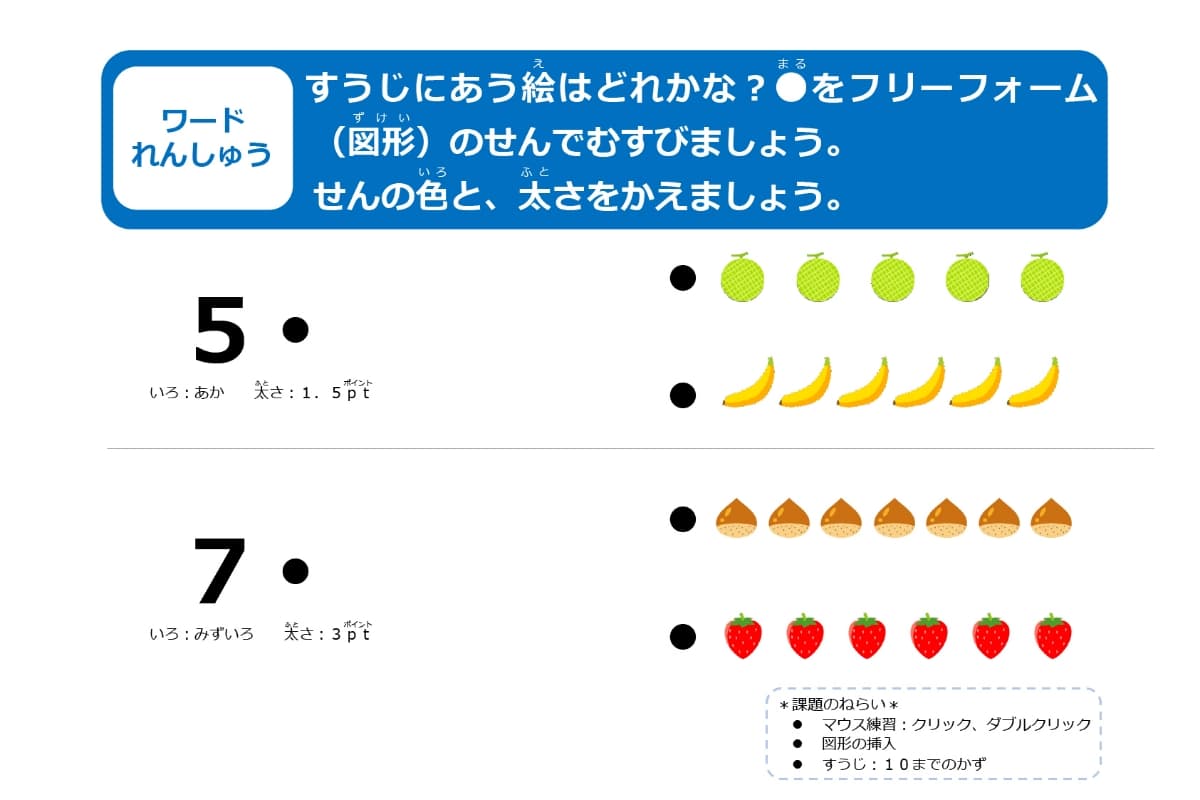 ワード
れんしゅう
すうじにあう絵はどれかな？●をフリーフォーム
（図形）のせんでむすびましょう。
せんの色と、太さをかえましょう。
え
まる
ずけい
いろ
ふと
5
いろ：あか　太さ：１．５ｐｔ
ふと
ポイント
7
いろ：みずいろ　太さ：３ｐｔ
ふと
ポイント
＊課題のねらい＊
● マウス練習：クリック、ダブルクリック
● 図形の挿入
● すうじ：１０までのかず